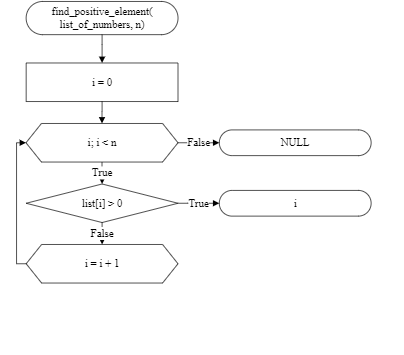 find_positive_element(
list_of_numbers, n)
i = 0
i; i < n
False
NULL
True
list[i] > 0
True
i
False
i = i + 1